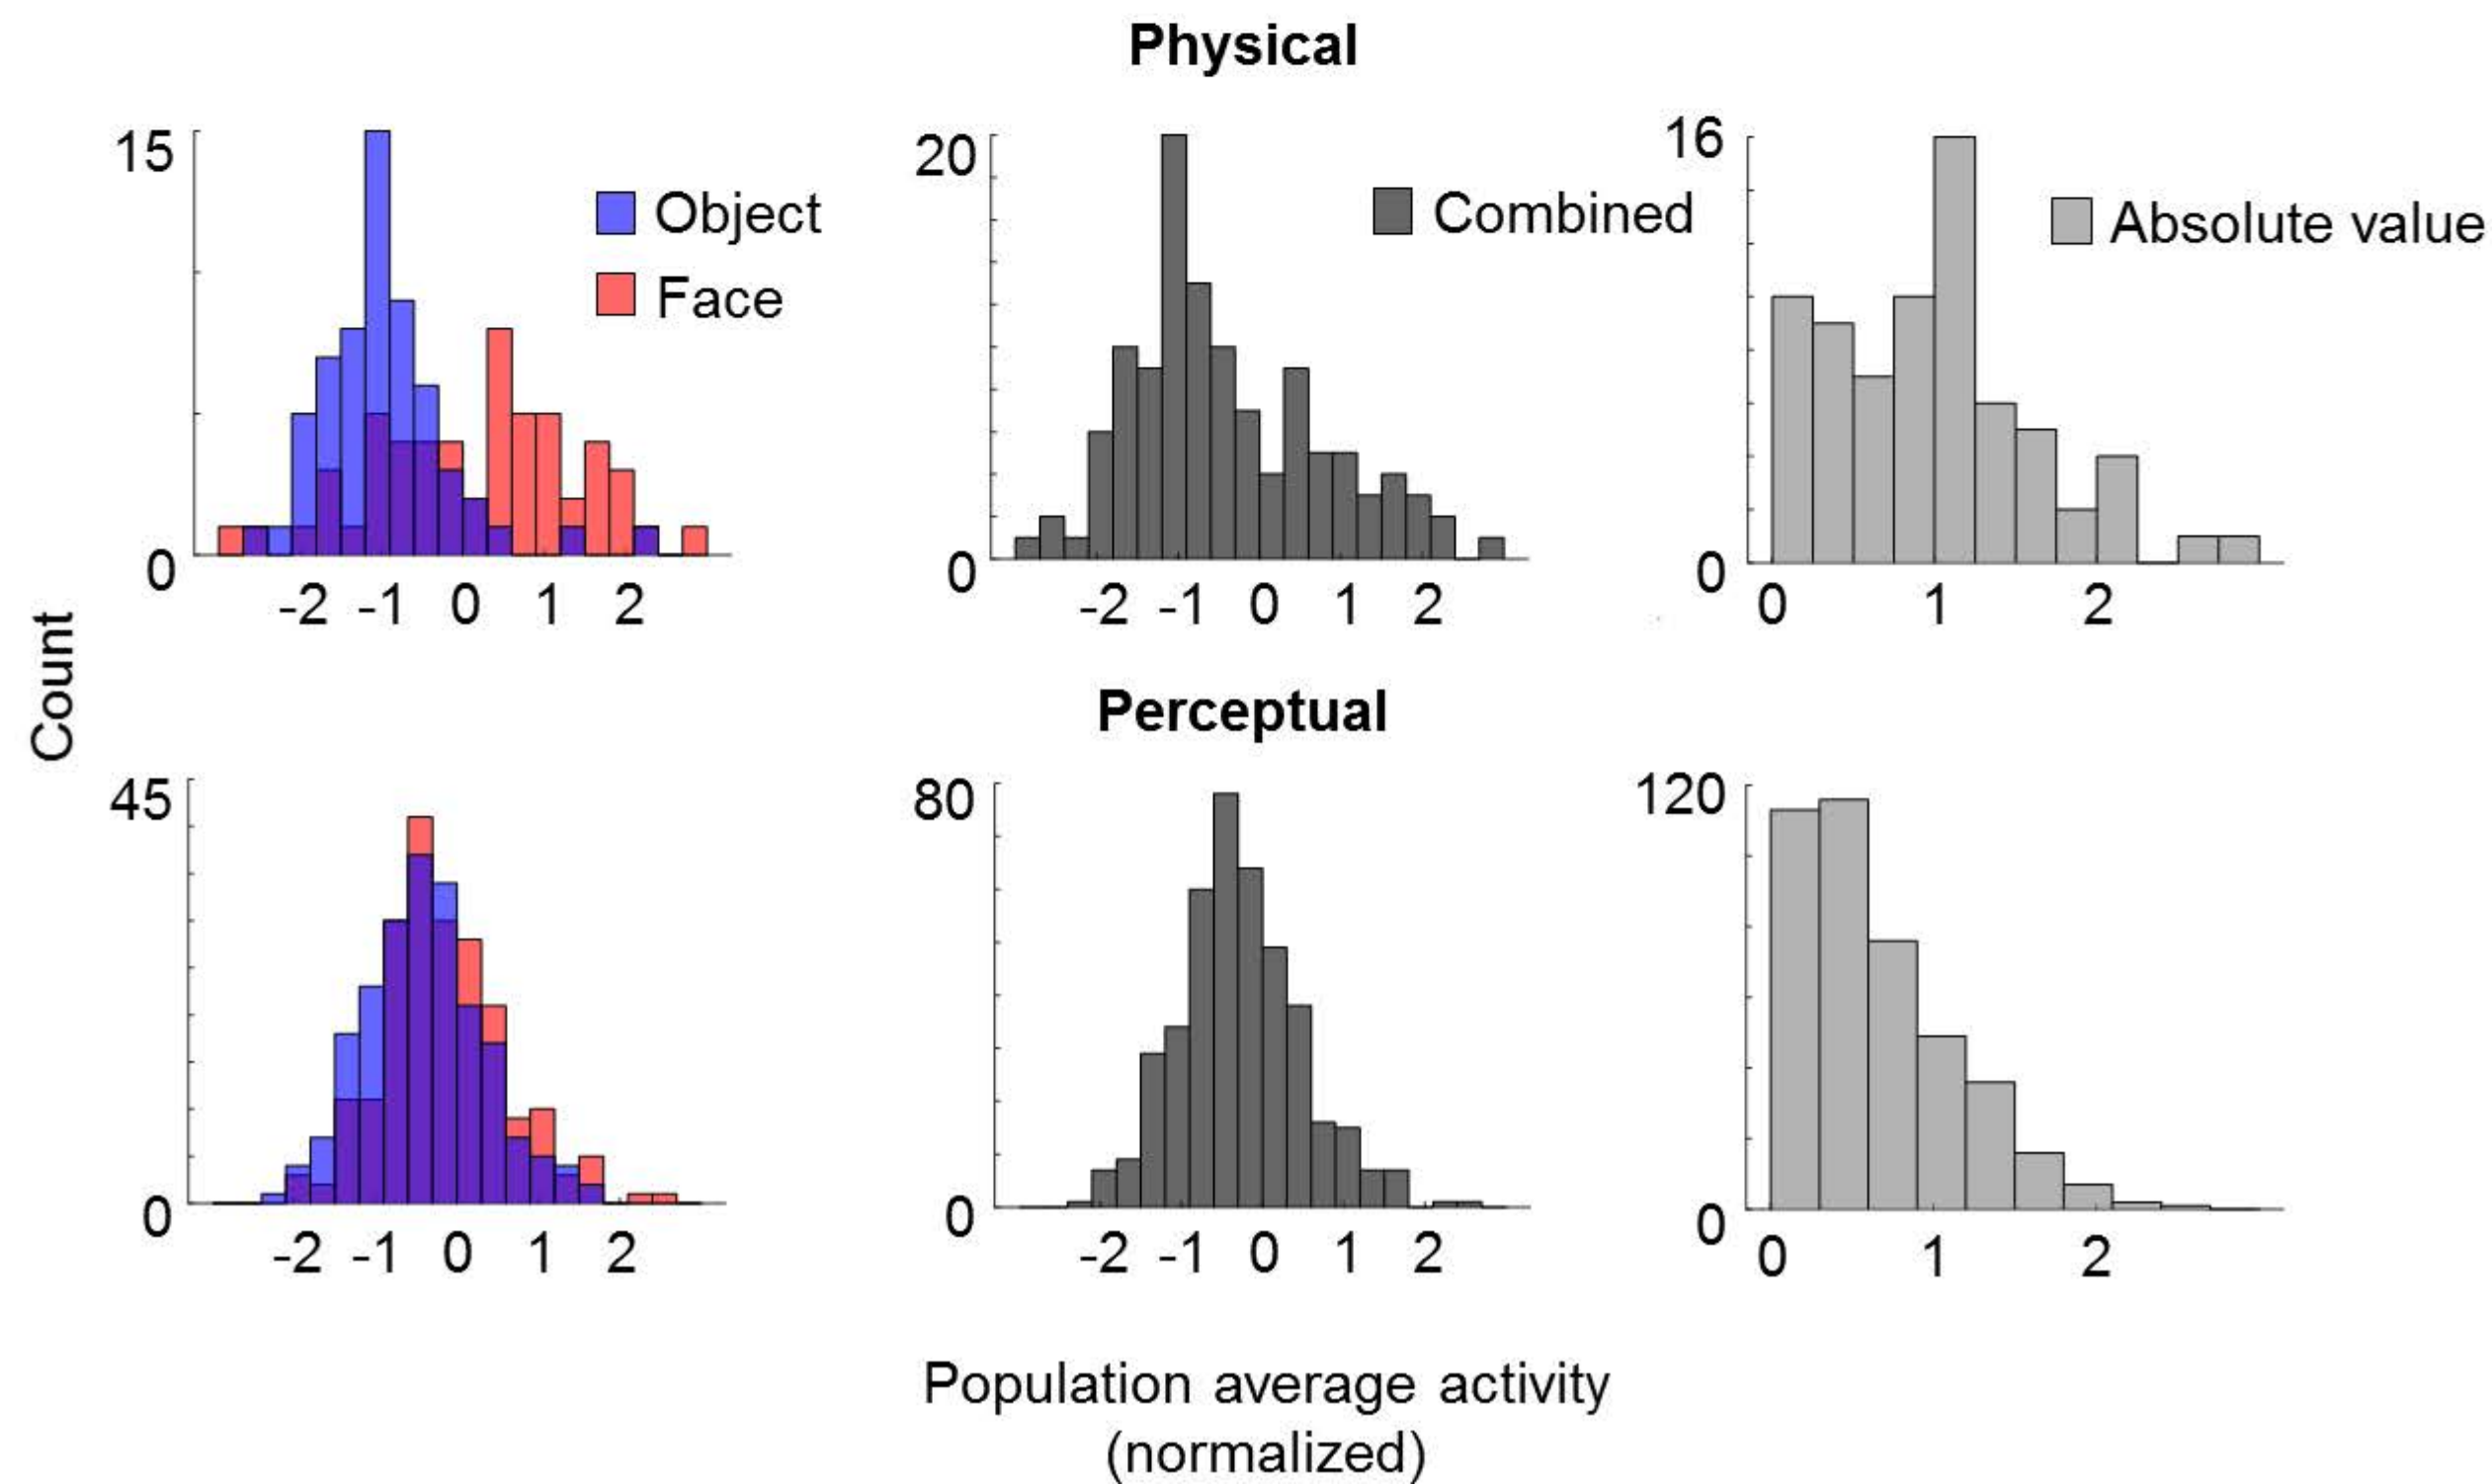 Physical
15
Object
Face
0
-2 -1 0 1 2
20
Combined
0
-2 -1 0 1 2
16
Absolute value
0
0 1 2
Count
Perceptual
45
0
-2 -1 0 1 2
80
0
-2 -1 0 1 2
120
0
0 1 2
Population average activity
(normalized)